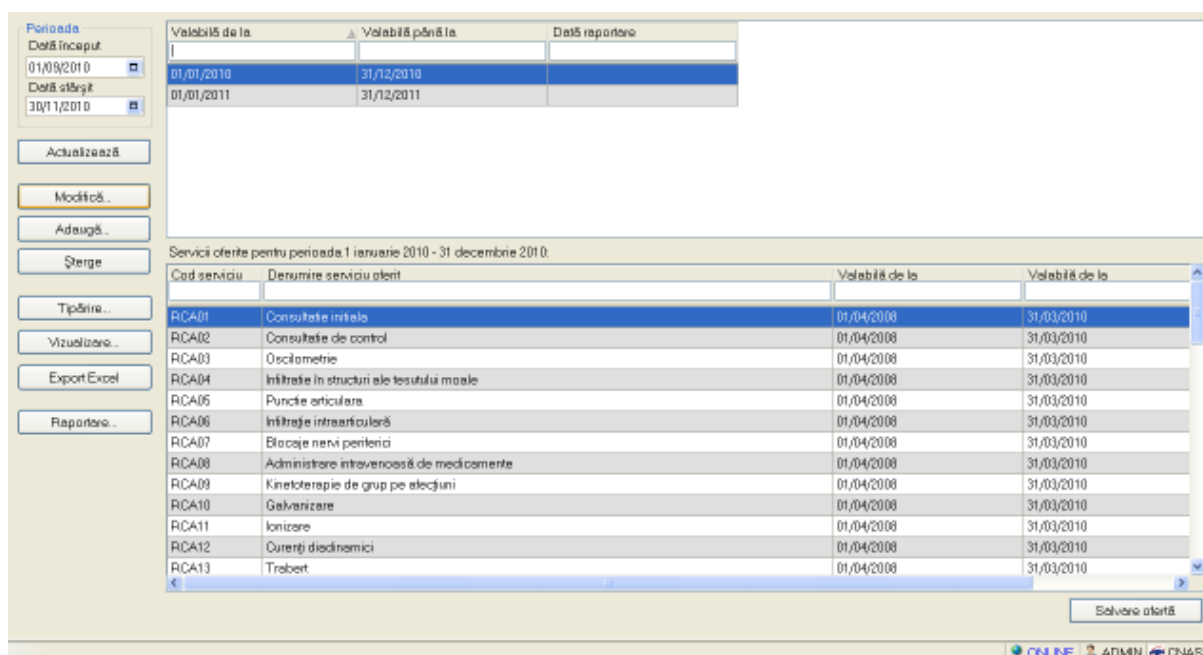 Perioada
Dată început
01/09/2010
Dată sfârşit
30/11/2010
Actualizează
Modifică...
Adaugă...
Şterge
Tipărire...
Vizualizare...
Export Excel
Raportare...
Valabilă de la Valabilă până la Dată raportare
01/01/2010 31/12/2010
01/01/2011 31/12/2011
Servicii oferite pentru perioada 1 ianuarie 2010 - 31 decembrie 2010:
Cod serviciu Denumire serviciu oferit Valabilă de la Valabilă de la
RCA01 Consultatie initiala 01/04/2008 31/03/2010
RCA02 Consultatie de control 01/04/2008 31/03/2010
RCA03 Oscilometrie 01/04/2008 31/03/2010
RCA04 Infiltratie în structuri ale tesutului moale 01/04/2008 31/03/2010
RCA05 Punctie articulara 01/04/2008 31/03/2010
RCA06 Infiltraţie intraarticulară 01/04/2008 31/03/2010
RCA07 Blocaje nervi periferici 01/04/2008 31/03/2010
RCA08 Administrare intravenoasă de medicamente 01/04/2008 31/03/2010
RCA09 Kinetoterapie de grup pe afecţiuni 01/04/2008 31/03/2010
RCA10 Galvanizare 01/04/2008 31/03/2010
RCA11 Ionizare 01/04/2008 31/03/2010
RCA12 Curenţi diadinamici 01/04/2008 31/03/2010
RCA13 Trabert 01/04/2008 31/03/2010
Salvare ofertă
ONLINE ADMIN CNAS